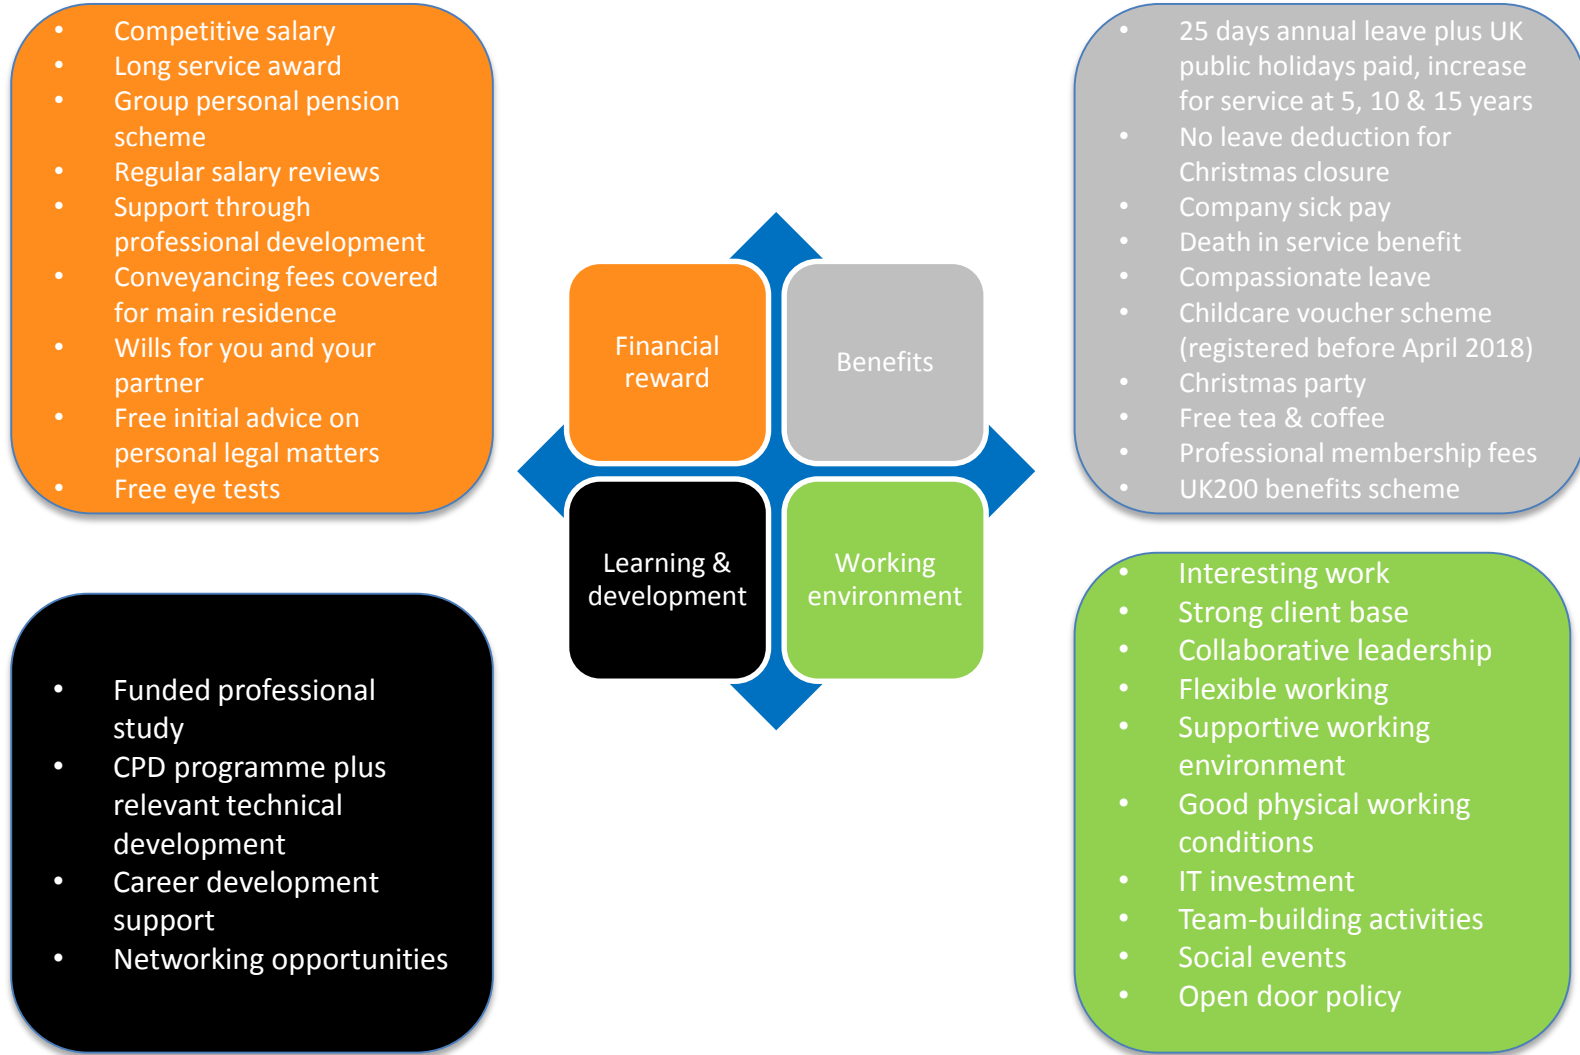 • Competitive salary
• Long service award
• Group personal pension
scheme
• Regular salary reviews
• Support through
professional development
• Conveyancing fees covered
for main residence
• Wills for you and your
partner
• Free initial advice on
personal legal matters
• Free eye tests
• 25 days annual leave plus UK
public holidays paid, increase
for service at 5, 10 & 15 years
• No leave deduction for
Christmas closure
• Company sick pay
• Death in service benefit
• Compassionate leave
• Childcare voucher scheme
(registered before April 2018)
• Christmas party
• Free tea & coffee
• Professional membership fees
• UK200 benefits scheme
Financial
reward
Benefits
Learning &
development
Working
environment
• Funded professional
study
• CPD programme plus
relevant technical
development
• Career development
support
• Networking opportunities
• Interesting work
• Strong client base
• Collaborative leadership
• Flexible working
• Supportive working
environment
• Good physical working
conditions
• IT investment
• Team-building activities
• Social events
• Open door policy